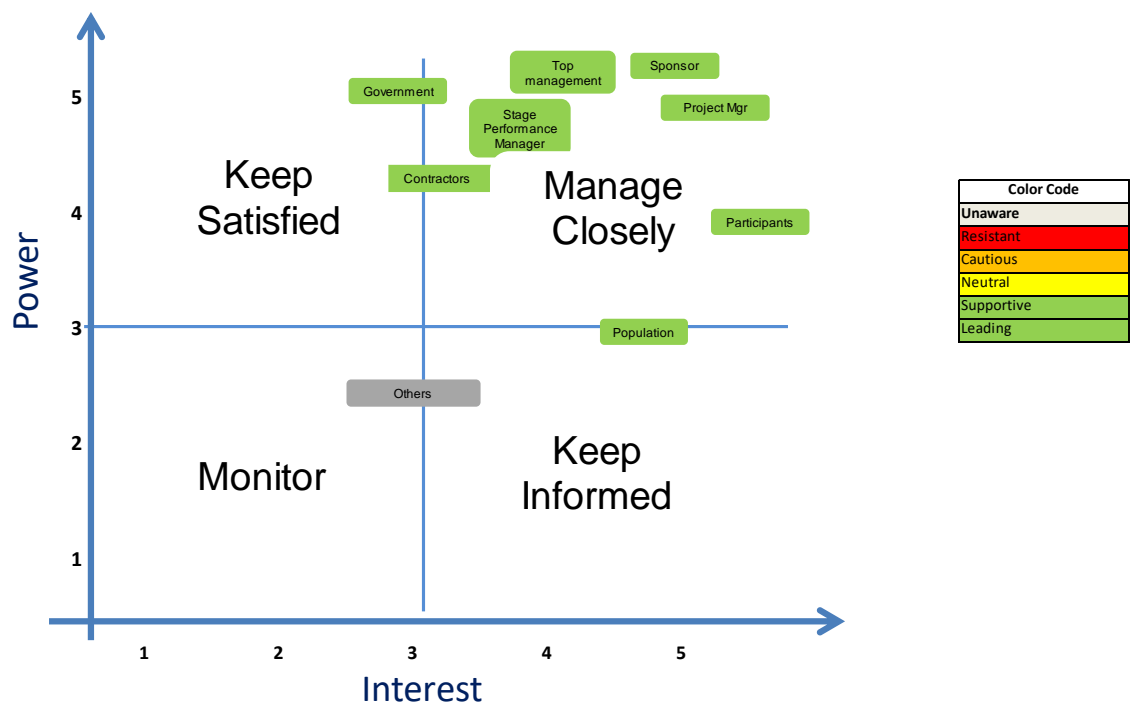 Top
management
Sponsor
Government
5
Project Mgr
Stage
Performance
Manager
Keep
Satisfied
Contractors
Manage
Closely
4
Participants
Power
3
Population
Others
2
Monitor
Keep
Informed
1
1 2 3 4 5
Interest
Color Code
Unaware
Resistant
Cautious
Neutral
Supportive
Leading